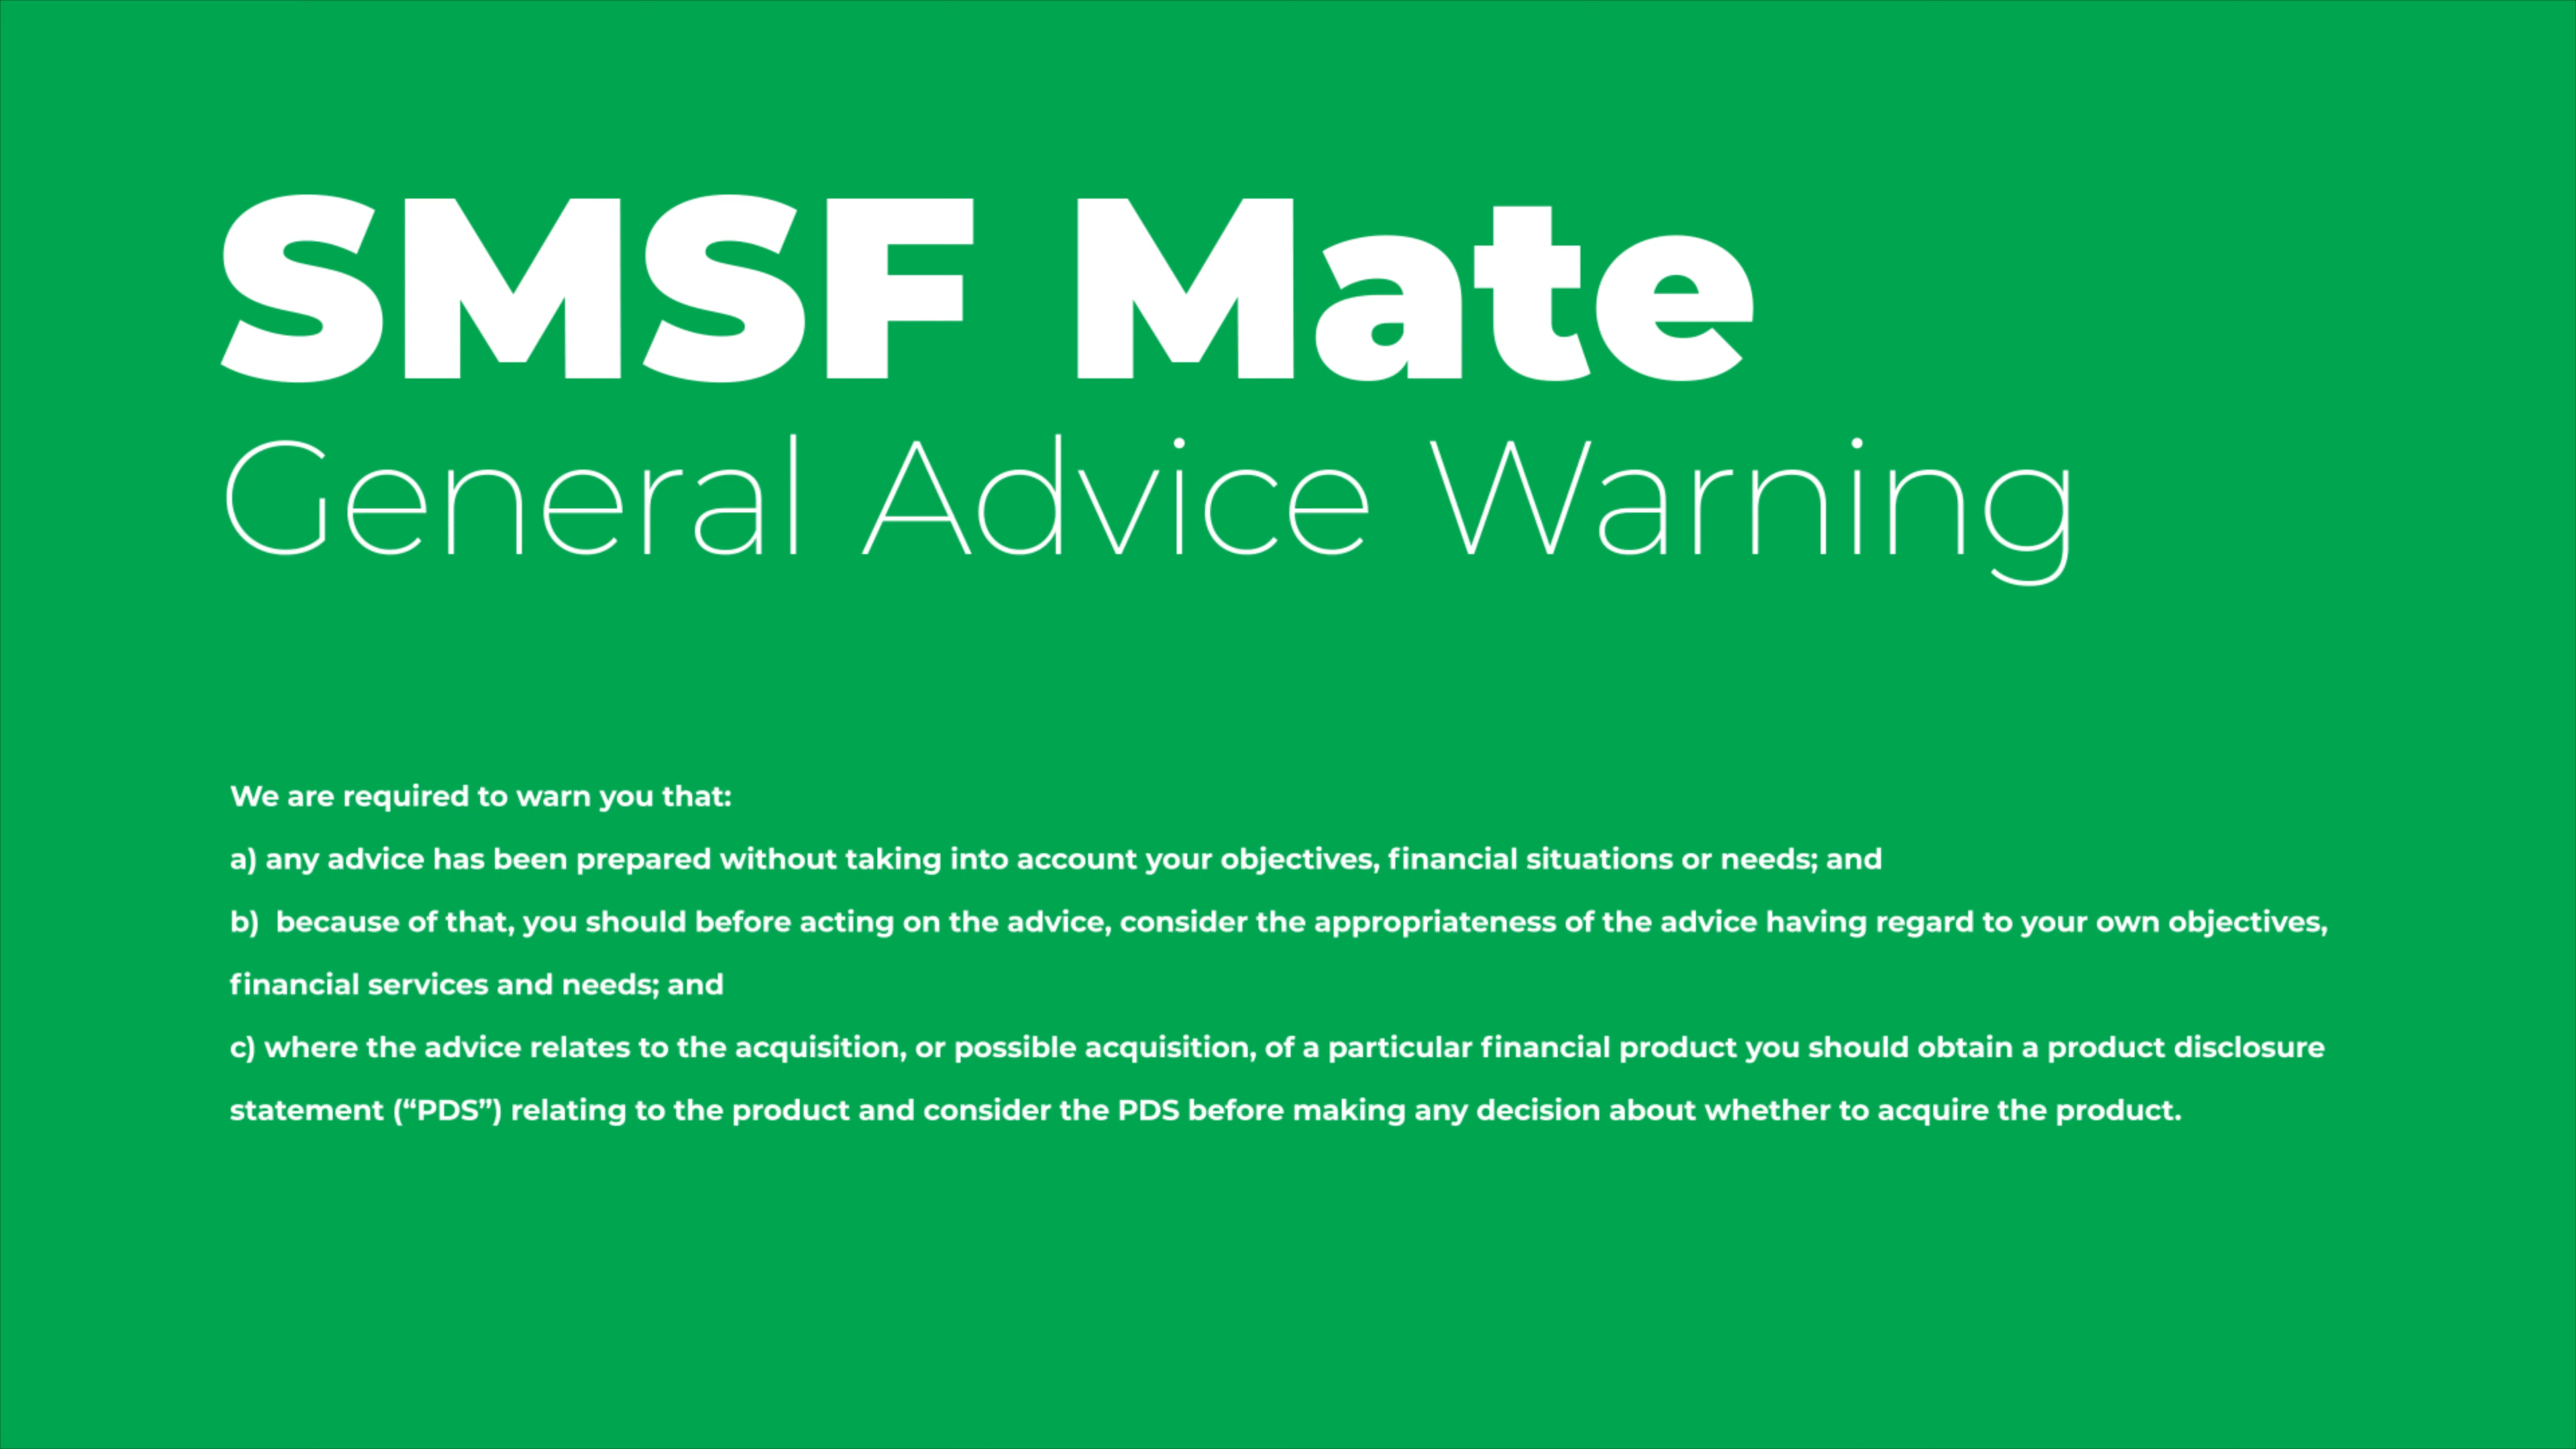 SMSF Mate
General Advice Warning
We are required to warn you that:
a) any advice has been prepared without taking into account your objectives, financial situations or needs; and
b)  because of that, you should before acting on the advice, consider the appropriateness of the advice having regard to your own objectives,
financial services and needs; and
c) where the advice relates to the acquisition, or possible acquisition, of a particular financial product you should obtain a product disclosure
statement (“PDS”) relating to the product and consider the PDS before making any decision about whether to acquire the product.